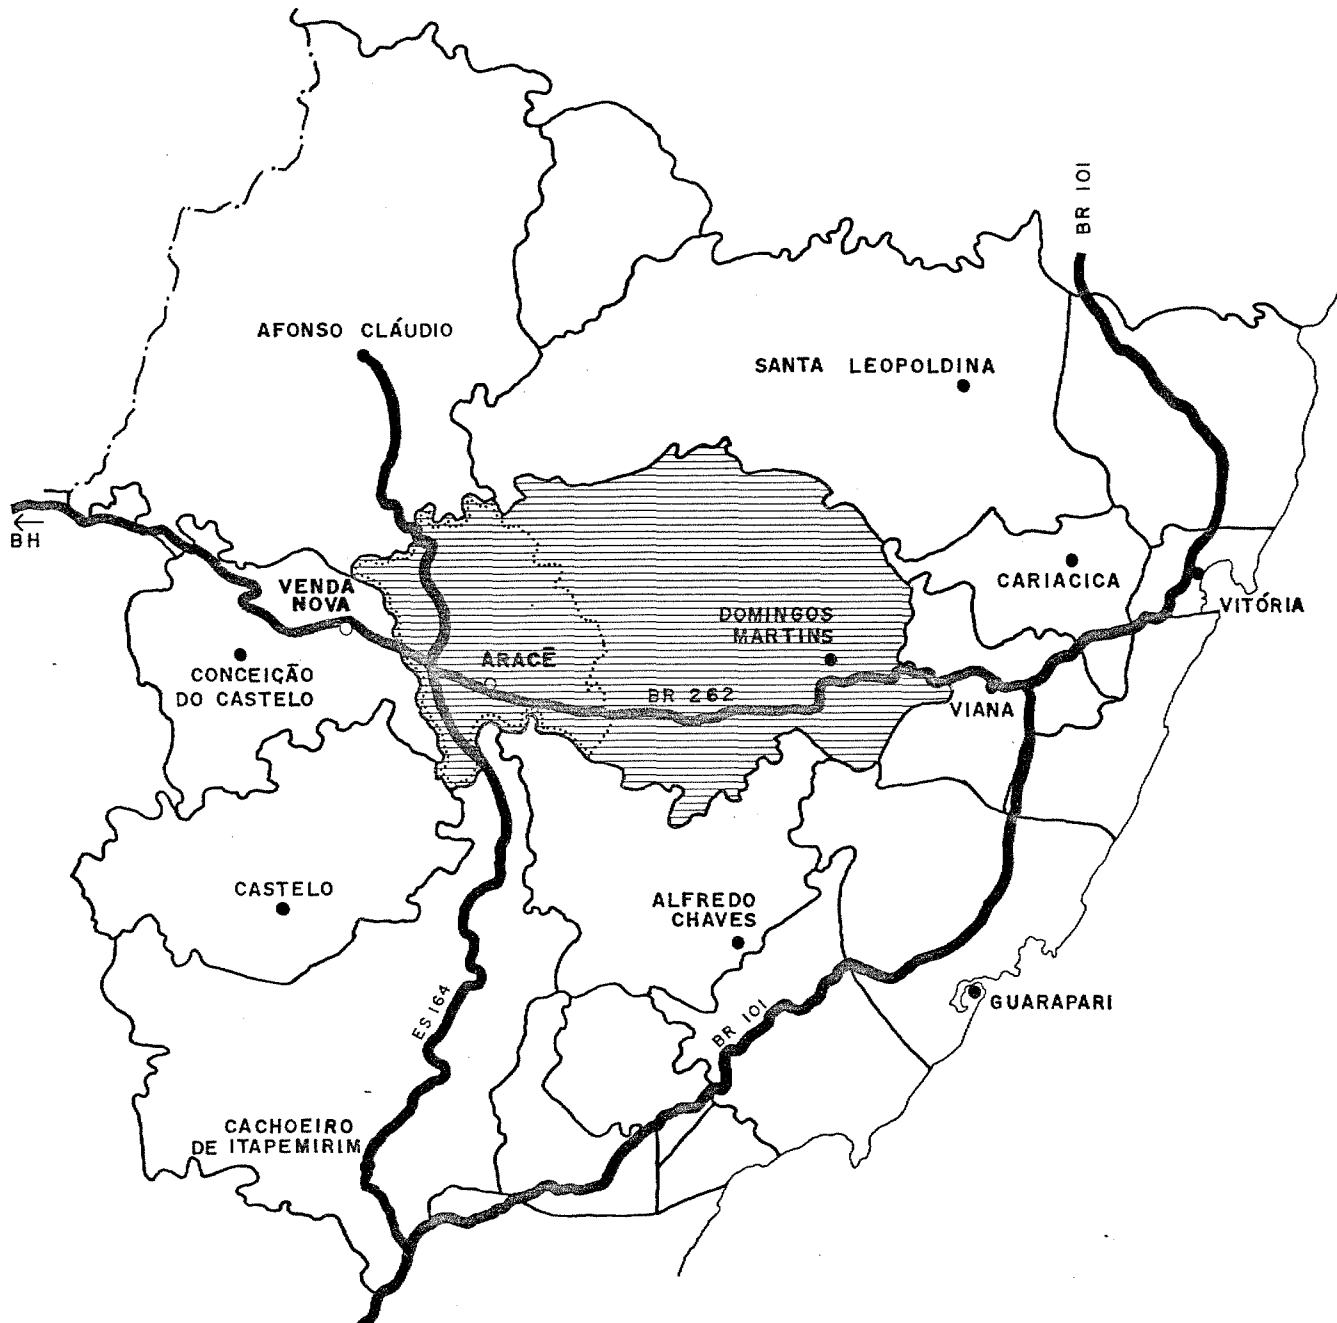 BR 101
AFONSO CLÁUDIO
SANTA LEOPOLDINA
BH
VENDA
NOVA
CARIACICA
VITÓRIA
DOMINGOS
MARTINS
ARACÊ
CONCEIÇÃO
DO CASTELO
BR 262
VIANA
CASTELO
ALFREDO
CHAVES
ES 164
BR 101
GUARAPARI
CACHOEIRO
DE ITAPEMIRIM